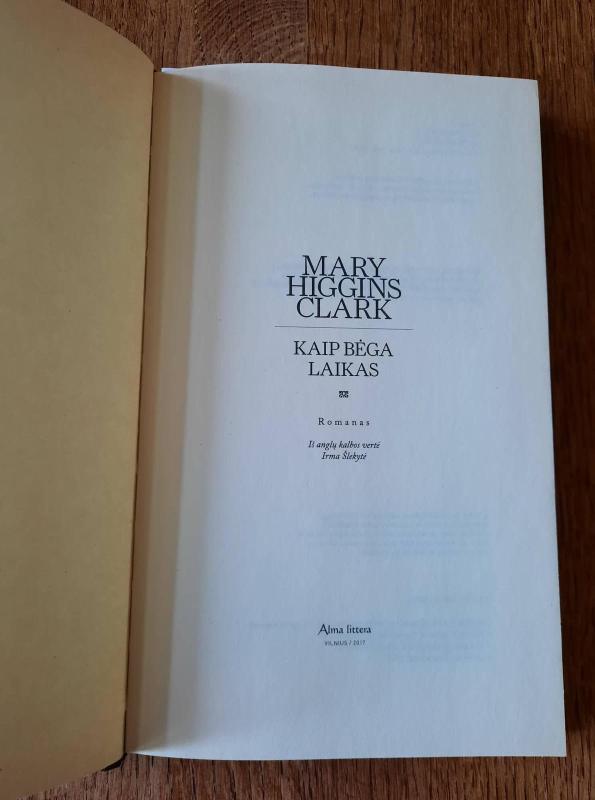 MARY
HIGGINS
CLARK
KAIP BĖGA
LAIKAS
Romanas
Iš anglų kalbos vertė
Irma Šlekytė
Alma littera
VILNIUS / 2017